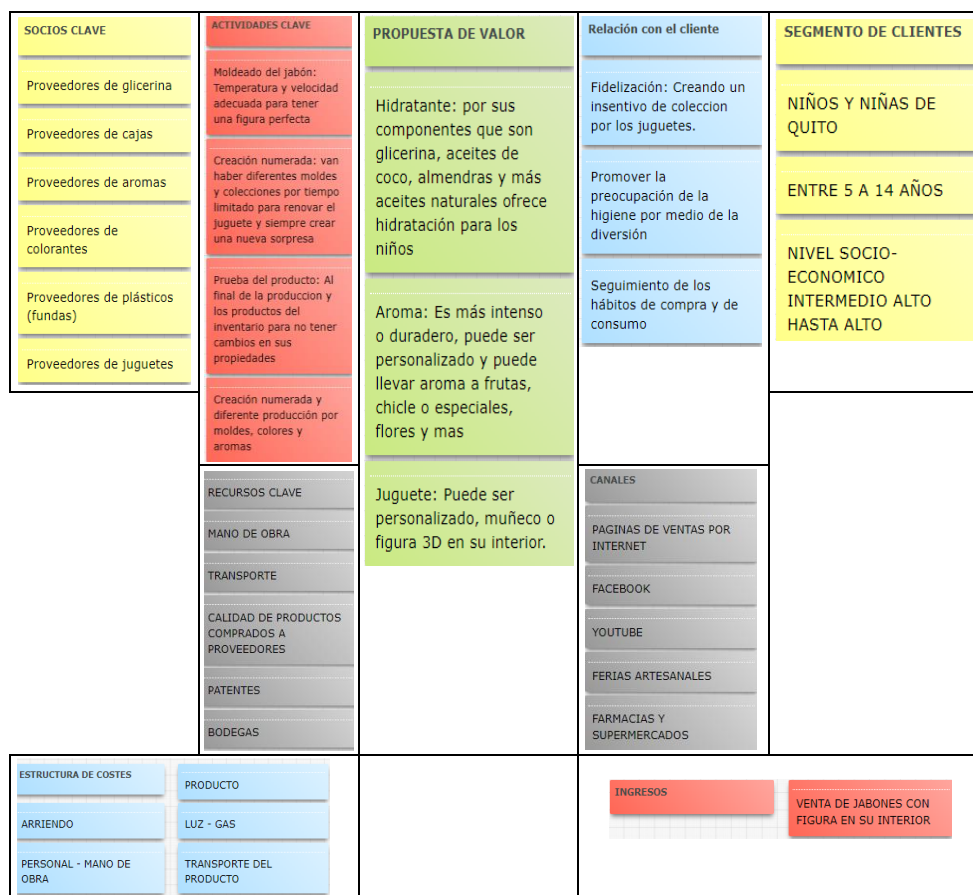 SOCIOS CLAVE
Proveedores de glicerina
Proveedores de cajas
Proveedores de aromas
Proveedores de
colorantes
Proveedores de plásticos
(fundas)
Proveedores de juguetes
ACTIVIDADES CLAVE
Moldeado del jabón:
Temperatura y velocidad
adecuada para tener
una figura perfecta
Creación numerada: van
haber diferentes moldes
y colecciones por tiempo
limitado para renovar el
juguete y siempre crear
una nueva sorpresa
Prueba del producto: Al
final de la produccion y
los productos del
inventario para no tener
cambios en sus
propiedades
Creación numerada y
diferente producción por
moldes, colores y
aromas
RECURSOS CLAVE
MANO DE OBRA
TRANSPORTE
CALIDAD DE PRODUCTOS
COMPRADOS A
PROVEEDORES
PATENTES
BODEGAS
PROPUESTA DE VALOR
Hidratante: por sus
componentes que son
glicerina, aceites de
coco, almendras y más
aceites naturales ofrece
hidratación para los
niños
Aroma: Es más intenso
o duradero, puede ser
personalizado y puede
llevar aroma a frutas,
chicle o especiales,
flores y mas
Juguete: Puede ser
personalizado, muñeco o
figura 3D en su interior.
Relación con el cliente
Fidelización: Creando un
insentivo de coleccion
por los juguetes.
Promover la
preocupación de la
higiene por medio de la
diversión
Seguimiento de los
hábitos de compra y de
consumo
CANALES
PAGINAS DE VENTAS POR
INTERNET
FACEBOOK
YOUTUBE
FERIAS ARTESANALES
FARMACIAS Y
SUPERMERCADOS
SEGMENTO DE CLIENTES
NIÑOS Y NIÑAS DE
QUITO
ENTRE 5 A 14 AÑOS
NIVEL SOCIO-
ECONOMICO
INTERMEDIO ALTO
HASTA ALTO
ESTRUCTURA DE COSTES
ARRIENDO
PERSONAL - MANO DE
OBRA
PRODUCTO
LUZ - GAS
TRANSPORTE DEL
PRODUCTO
INGRESOS
VENTA DE JABONES CON
FIGURA EN SU INTERIOR